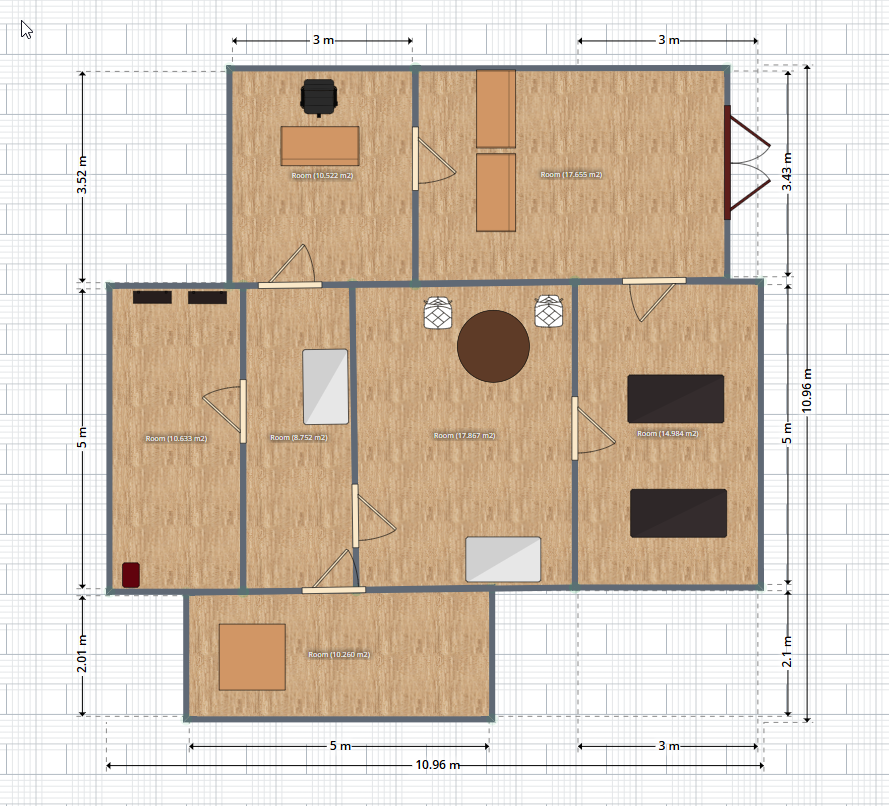 3 m
3 m
3.52 m
3.43 m
Room (10.522 m2)
Room (17.655 m2)
10.96 m
5 m
5 m
Room (10.633 m2)
Room (8.752 m2)
Room (17.867 m2)
Room (14.984 m2)
2.01 m
2.1 m
Room (10.260 m2)
5 m
3 m
10.96 m